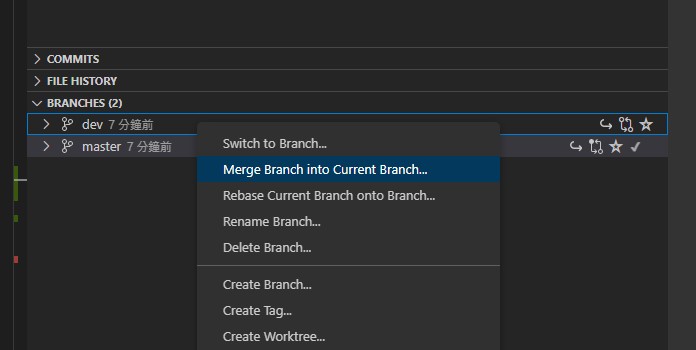 COMMITS
FILE HISTORY
BRANCHES (2)
dev 7 分鐘前
master 7 分鐘前
Switch to Branch...
Merge Branch into Current Branch...
Rebase Current Branch onto Branch...
Rename Branch...
Delete Branch...
Create Branch...
Create Tag...
Create Worktree...